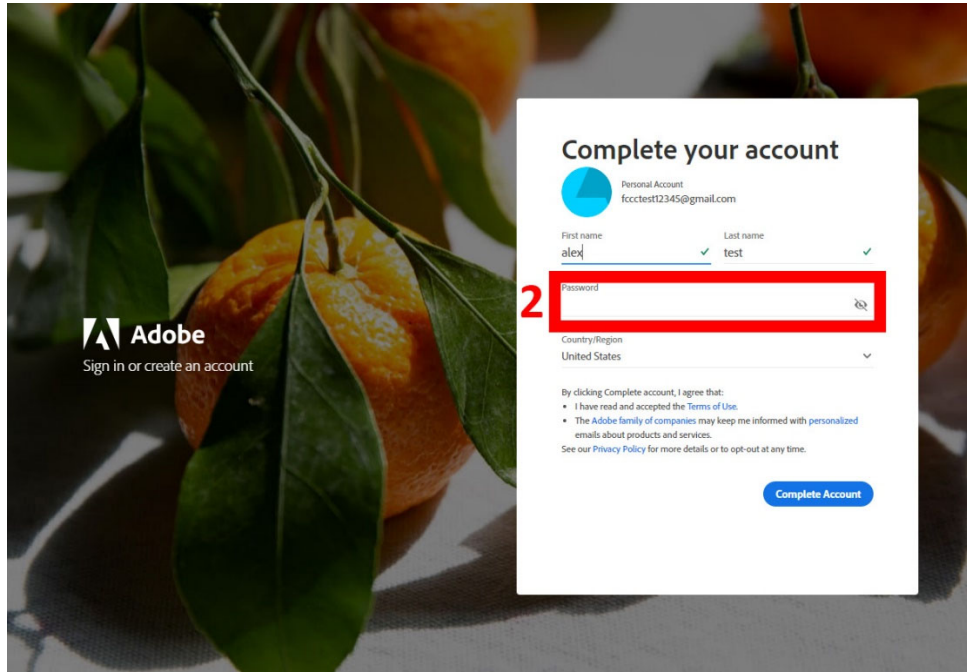 Adobe
Sign in or create an account
Complete your account
Personal Account
fccctest12345@gmail.com
First name
Last name
alex
test
2
Password
Country/Region
United States
By clicking Complete account, I agree that:
• I have read and accepted the Terms of Use.
• The Adobe family of companies may keep me informed with personalized
emails about products and services.
See our Privacy Policy for more details or to opt-out at any time.
Complete Account